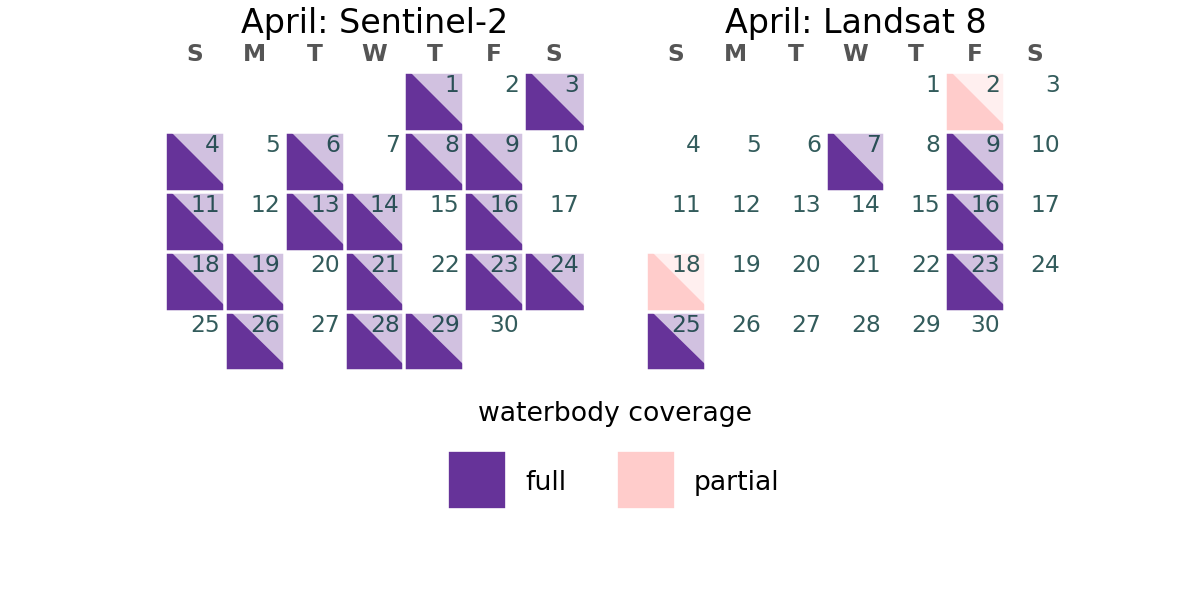 April: Sentinel-2
S M T W T F S
1 2 3
4 5 6 7 8 9 10
11 12 13 14 15 16 17
18 19 20 21 22 23 24
25 26 27 28 29 30
April: Landsat 8
S M T W T F S
1 2 3
4 5 6 7 8 9 10
11 12 13 14 15 16 17
18 19 20 21 22 23 24
25 26 27 28 29 30
waterbody coverage
full partial